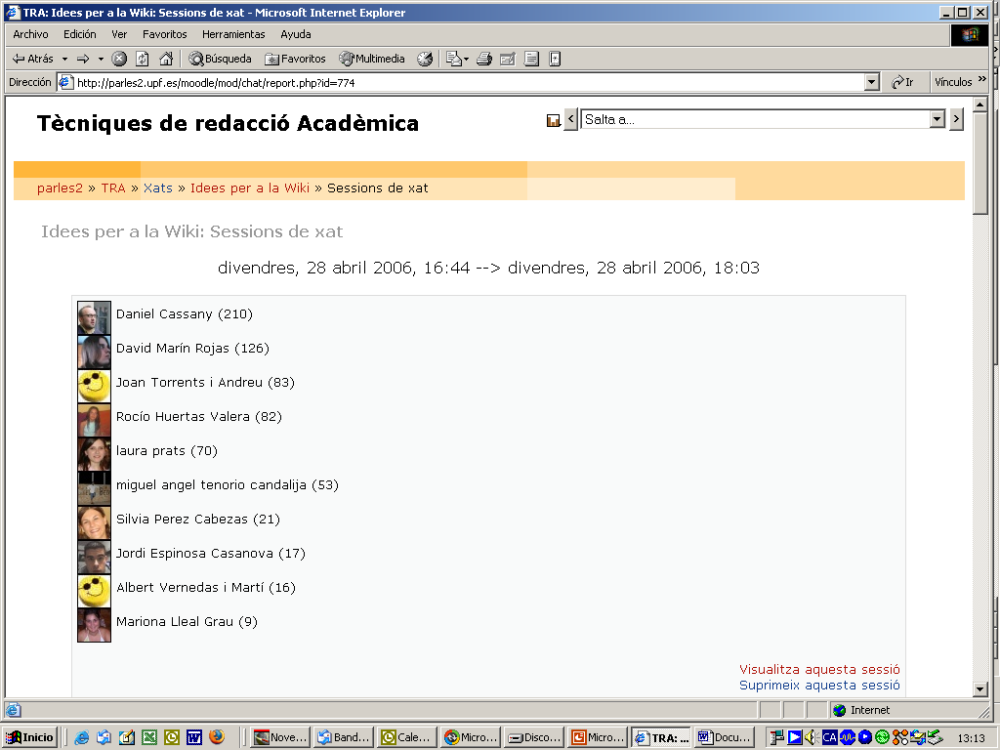 TRA: Idees per a la Wiki: Sessions de xat - Microsoft Internet Explorer
Archivo Edición Ver Favoritos Herramientas Ayuda
Atrás Búsqueda Favoritos Multimedia
Dirección http://parles2.upf.es/moodle/mod/chat/report.php?id=774 Ir Vínculos »
Tècniques de redacció Acadèmica < Salta a... >
parles2 » TRA » Xats » Idees per a la Wiki » Sessions de xat
Idees per a la Wiki: Sessions de xat
divendres, 28 abril 2006, 16:44 --> divendres, 28 abril 2006, 18:03
Daniel Cassany (210)
David Marín Rojas (126)
Joan Torrents i Andreu (83)
Rocío Huertas Valera (82)
laura prats (70)
miguel angel tenorio candalija (53)
Silvia Perez Cabezas (21)
Jordi Espinosa Casanova (17)
Albert Vernedas i Martí (16)
Mariona Lleal Grau (9)
Visualitza aquesta sessió
Suprimeix aquesta sessió
Internet
Inicio Nove... Band... Cale... Micro... Disco... Micro... TRA: ... Docu... CA 13:13